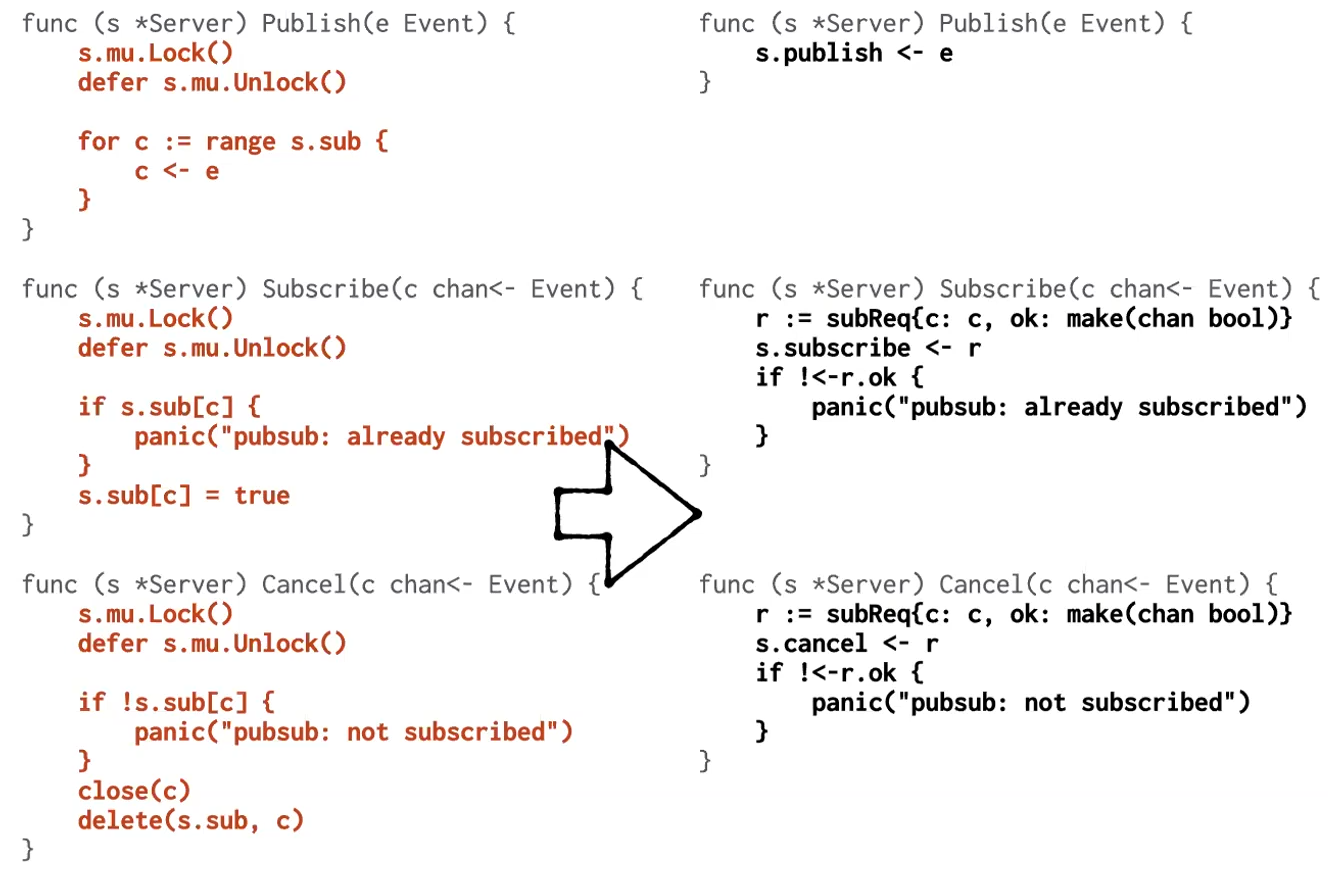 func (s *Server) Publish(e Event) {
    s.mu.Lock()
    defer s.mu.Unlock()

    for c := range s.sub {
        c <- e
    }
}

func (s *Server) Subscribe(c chan<- Event) {
    s.mu.Lock()
    defer s.mu.Unlock()

    if s.sub[c] {
        panic("pubsub: already subscribed")
    }
    s.sub[c] = true
}

func (s *Server) Cancel(c chan<- Event) {
    s.mu.Lock()
    defer s.mu.Unlock()

    if !s.sub[c] {
        panic("pubsub: not subscribed")
    }
    close(c)
    delete(s.sub, c)
}

func (s *Server) Publish(e Event) {
    s.publish <- e
}

func (s *Server) Subscribe(c chan<- Event) {
    r := subReq{c: c, ok: make(chan bool)}
    s.subscribe <- r
    if !<-r.ok {
        panic("pubsub: already subscribed")
    }
}

func (s *Server) Cancel(c chan<- Event) {
    r := subReq{c: c, ok: make(chan bool)}
    s.cancel <- r
    if !<-r.ok {
        panic("pubsub: not subscribed")
    }
}